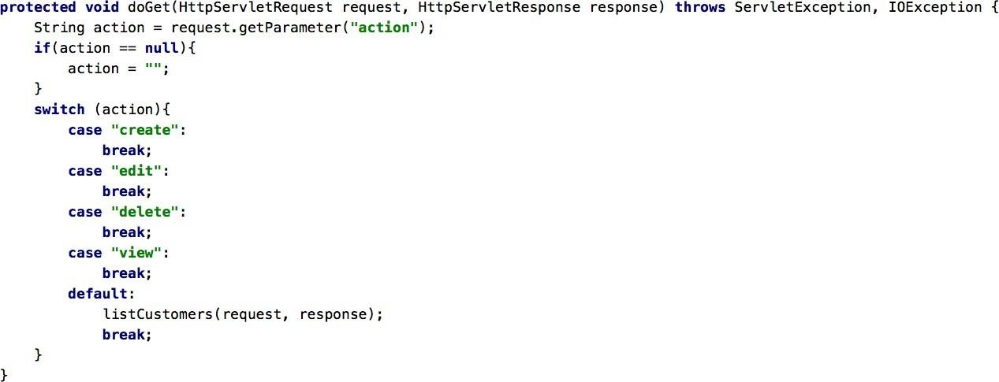 protected void doGet(HttpServletRequest request, HttpServletResponse response) throws ServletException, IOException {
    String action = request.getParameter("action");
    if(action == null){
        action = "";
    }
    switch (action){
        case "create":
            break;
        case "edit":
            break;
        case "delete":
            break;
        case "view":
            break;
        default:
            listCustomers(request, response);
            break;
    }
}